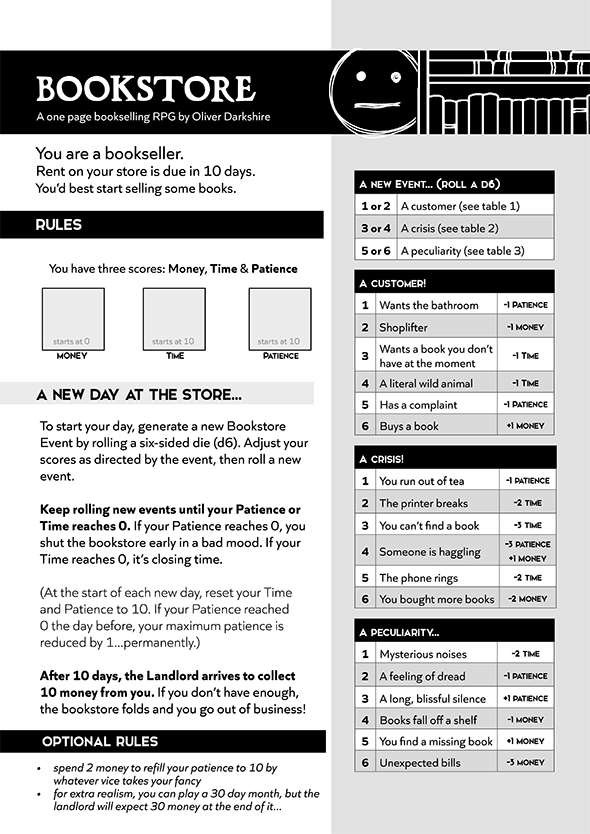 BOOKSTORE
A one page bookselling RPG by Oliver Darkshire
You are a bookseller.
Rent on your store is due in 10 days.
You'd best start selling some books.
RULES
You have three scores: Money, Time & Patience
starts at 0 starts at 10 starts at 10
MONEY TIME PATIENCE
A NEW DAY AT THE STORE...
To start your day, generate a new Bookstore
Event by rolling a six-sided die (d6). Adjust your
scores as directed by the event, then roll a new
event.
Keep rolling new events until your Patience or
Time reaches 0. If your Patience reaches 0, you
shut the bookstore early in a bad mood. If your
Time reaches 0, it's closing time.
(At the start of each new day, reset your Time
and Patience to 10. If your Patience reached
0 the day before, your maximum patience is
reduced by 1...permanently.)
After 10 days, the Landlord arrives to collect
10 money from you. If you don't have enough,
the bookstore folds and you go out of business!
OPTIONAL RULES
• spend 2 money to refill your patience to 10 by
whatever vice takes your fancy
• for extra realism, you can play a 30 day month, but the
landlord will expect 30 money at the end of it...
A NEW EVENT... (ROLL A D6)
1 or 2 A customer (see table 1)
3 or 4 A crisis (see table 2)
5 or 6 A peculiarity (see table 3)
A CUSTOMER!
1 Wants the bathroom -1 PATIENCE
2 Shoplifter -1 MONEY
3 Wants a book you don't
have at the moment -1 TIME
4 A literal wild animal -1 TIME
5 Has a complaint -1 PATIENCE
6 Buys a book +1 MONEY
A CRISIS!
1 You run out of tea -1 PATIENCE
2 The printer breaks -2 TIME
3 You can't find a book -3 TIME
4 Someone is haggling -3 PATIENCE
+1 MONEY
5 The phone rings -2 TIME
6 You bought more books -2 MONEY
A PECULIARITY...
1 Mysterious noises -2 TIME
2 A feeling of dread -1 PATIENCE
3 A long, blissful silence +1 PATIENCE
4 Books fall off a shelf -1 MONEY
5 You find a missing book +1 MONEY
6 Unexpected bills -3 MONEY